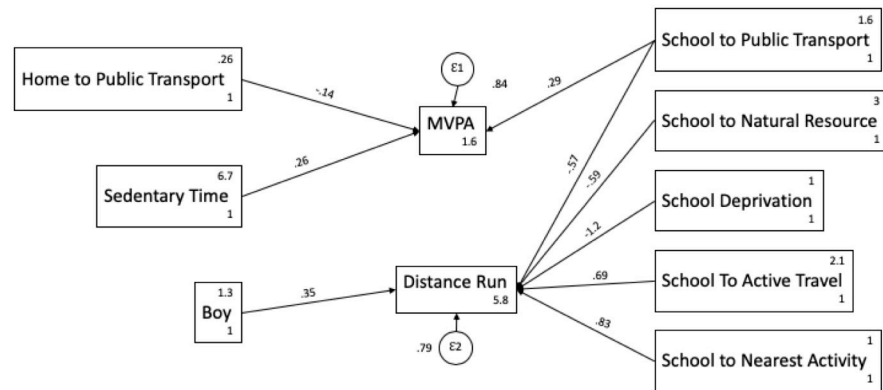 .26
Home to Public Transport
1
-.14
6.7
Sedentary Time
1
.26
1.3
Boy
1
.35
ε1
.84
MVPA
1.6
.29
Distance Run
5.8
.79
ε2
1.6
School to Public Transport
1
-.57
3
School to Natural Resource
1
-.59
1
School Deprivation
1
-1.2
2.1
School To Active Travel
1
.69
1
School to Nearest Activity
1
.83